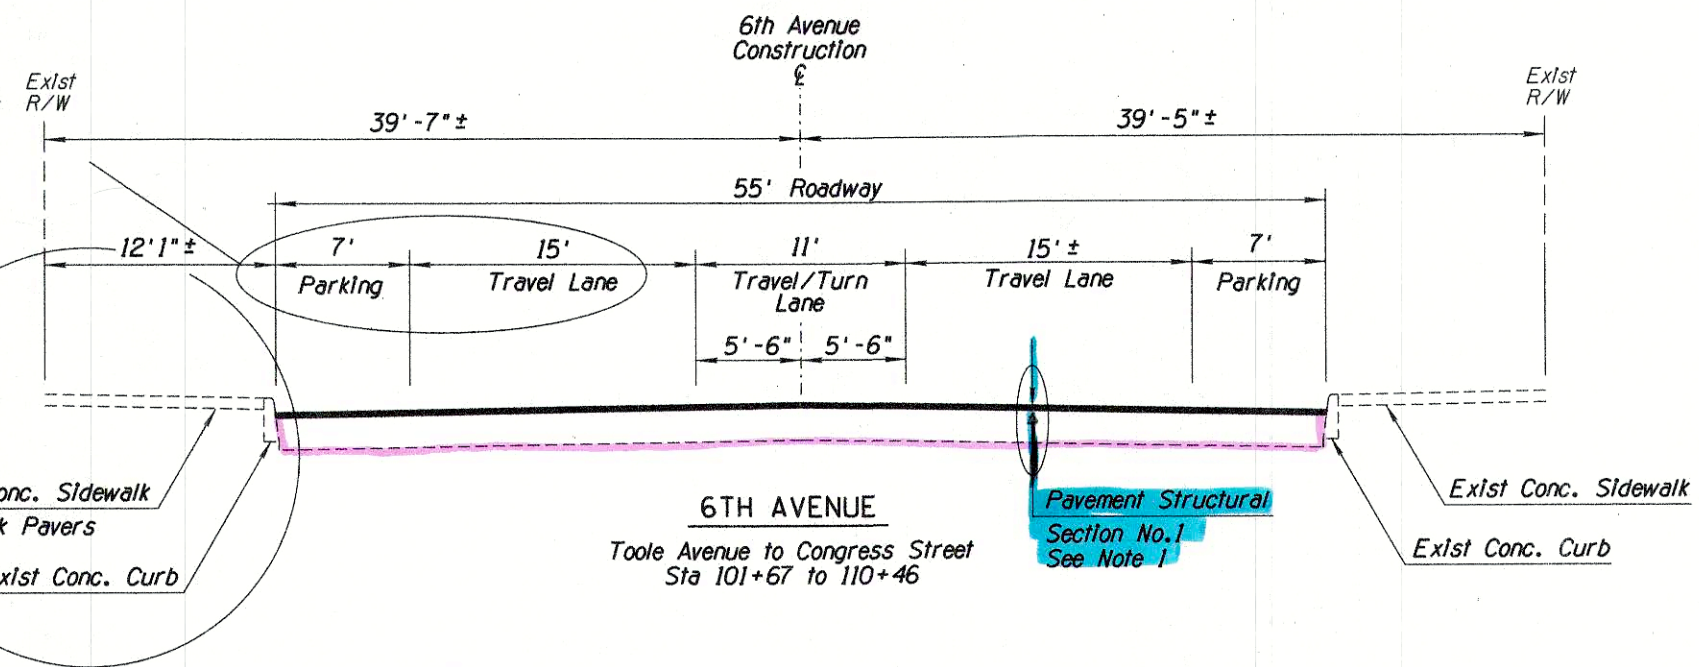 6th Avenue
Construction
℄
Exist
R/W
Exist
R/W
39'-7"±
39'-5"±
55' Roadway
12'1"±
7'
15'
11'
15'±
7'
Parking
Travel Lane
Travel/Turn
Lane
Travel Lane
Parking
5'-6"
5'-6"
onc. Sidewalk
k Pavers
xist Conc. Curb
6TH AVENUE
Toole Avenue to Congress Street
Sta 101+67 to 110+46
Pavement Structural
Section No.1
See Note 1
Exist Conc. Sidewalk
Exist Conc. Curb